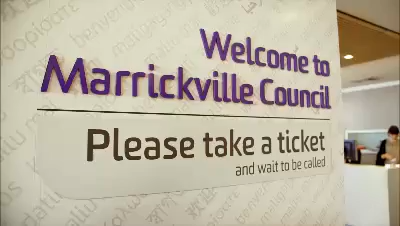 Welcome to
Marrickville Council
Please take a ticket
and wait to be called